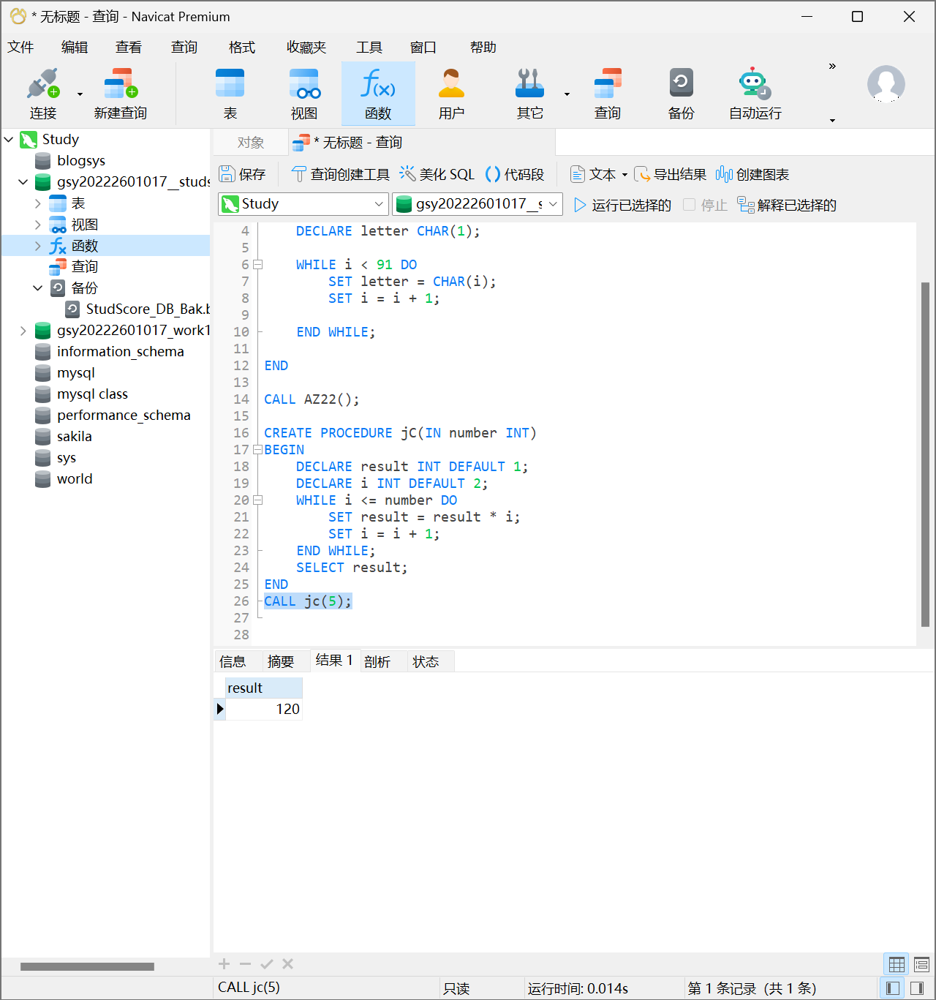 * 无标题 - 查询 - Navicat Premium
文件 编辑 查看 查询 格式 收藏夹 工具 窗口 帮助
连接 新建查询 表 视图 函数 用户 其它 查询 备份 自动运行
»
Study
blogsys
gsy20222601017__studs
表
视图
函数
查询
备份
StudScore_DB_Bak.b
gsy20222601017_work1
information_schema
mysql
mysql class
performance_schema
sakila
sys
world
对象 * 无标题 - 查询
保存 查询创建工具 美化 SQL 代码段 文本 导出结果 创建图表
Study gsy20222601017__s 运行已选择的 停止 解释已选择的
4 DECLARE letter CHAR(1);
5
6 WHILE i < 91 DO
7 SET letter = CHAR(i);
8 SET i = i + 1;
9
10 END WHILE;
11
12 END
13
14 CALL AZ22();
15
16 CREATE PROCEDURE jC(IN number INT)
17 BEGIN
18 DECLARE result INT DEFAULT 1;
19 DECLARE i INT DEFAULT 2;
20 WHILE i <= number DO
21 SET result = result * i;
22 SET i = i + 1;
23 END WHILE;
24 SELECT result;
25 END
26 CALL jc(5);
27
28
信息 摘要 结果 1 剖析 状态
result
120
CALL jc(5) 只读 运行时间: 0.014s 第 1 条记录 (共 1 条)